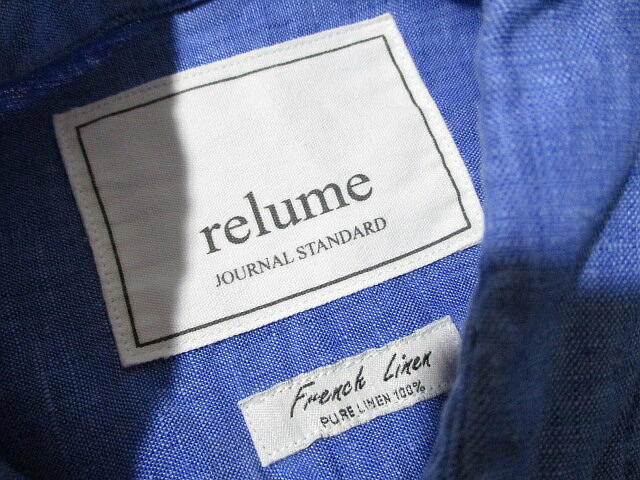 relume
JOURNAL STANDARD
French Linen
PURE LINEN 100%